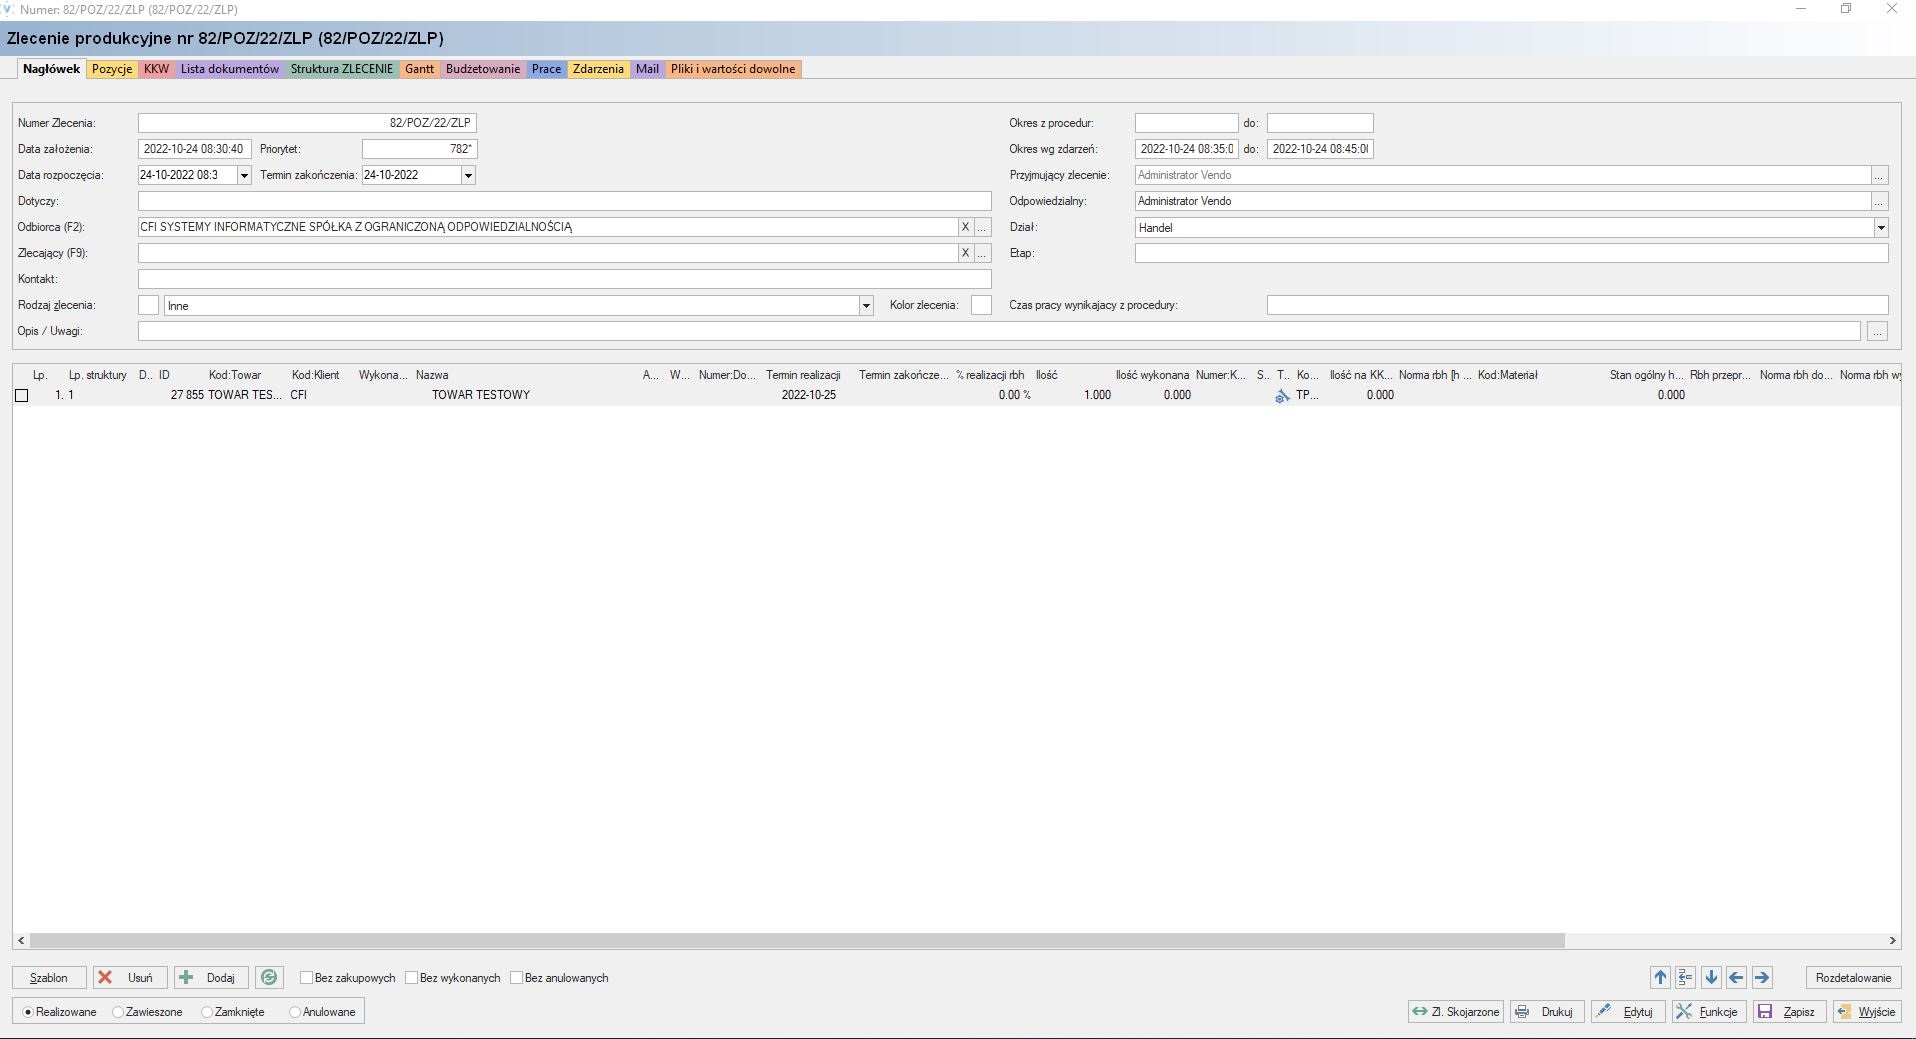 Numer: 82/POZ/22/ZLP (82/POZ/22/ZLP)
Zlecenie produkcyjne nr 82/POZ/22/ZLP (82/POZ/22/ZLP)
Nagłówek Pozycje KKW Lista dokumentów Struktura ZLECENIE Gantt Budżetowanie Prace Zdarzenia Mail Pliki i wartości dowolne
Numer Zlecenia: 82/POZ/22/ZLP Okres z procedur: do:
Data założenia: 2022-10-24 08:30:40 Priorytet: 782* Okres wg zdarzeń: 2022-10-24 08:35:0 do: 2022-10-24 08:45:00
Data rozpoczęcia: 24-10-2022 08:3 Termin zakończenia: 24-10-2022 Przyjmujący zlecenie: Administrator Vendo ...
Dotyczy: Odpowiedzialny: Administrator Vendo ...
Odbiorca (F2): CFI SYSTEMY INFORMATYCZNE SPÓŁKA Z OGRANICZONĄ ODPOWIEDZIALNOŚCIĄ X ... Dział: Handel
Zlecający (F9): X ... Etap:
Kontakt:
Rodzaj zlecenia: Inne Kolor zlecenia: Czas pracy wynikajacy z procedury:
Opis / Uwagi: ...
Lp. Lp. struktury D.. ID Kod:Towar Kod:Klient Wykona... Nazwa A... W... Numer:Do... Termin realizacji Termin zakończe... % realizacji rbh Ilość Ilość wykonana Numer:K... S.. T.. Ko... Ilość na KK... Norma rbh [h ... Kod:Materiał Stan ogólny h... Rbh przepr... Norma rbh do... Norma rbh wy
1. 1 27 855 TOWAR TES... CFI TOWAR TESTOWY 2022-10-25 0.00 % 1.000 0.000 TP... 0.000 0.000
Szablon Usuń Dodaj Bez zakupowych Bez wykonanych Bez anulowanych Rozdetalowanie
Realizowane Zawieszone Zamknięte Anulowane Zl. Skojarzone Drukuj Edytuj Funkcje Zapisz Wyjście